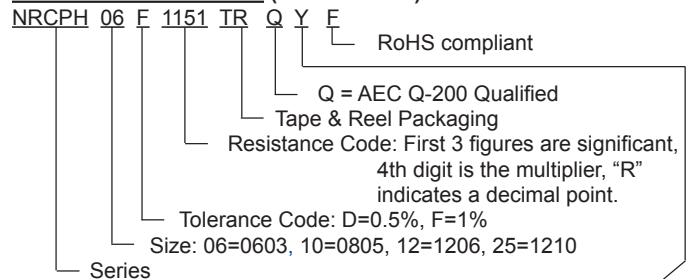 NRCPH 06 F 1151 TR Q Y F
RoHS compliant
Q = AEC Q-200 Qualified
Tape & Reel Packaging
Resistance Code: First 3 figures are significant,
4th digit is the multiplier, “R”
indicates a decimal point.
Tolerance Code: D=0.5%, F=1%
Size: 06=0603, 10=0805, 12=1206, 25=1210
Series